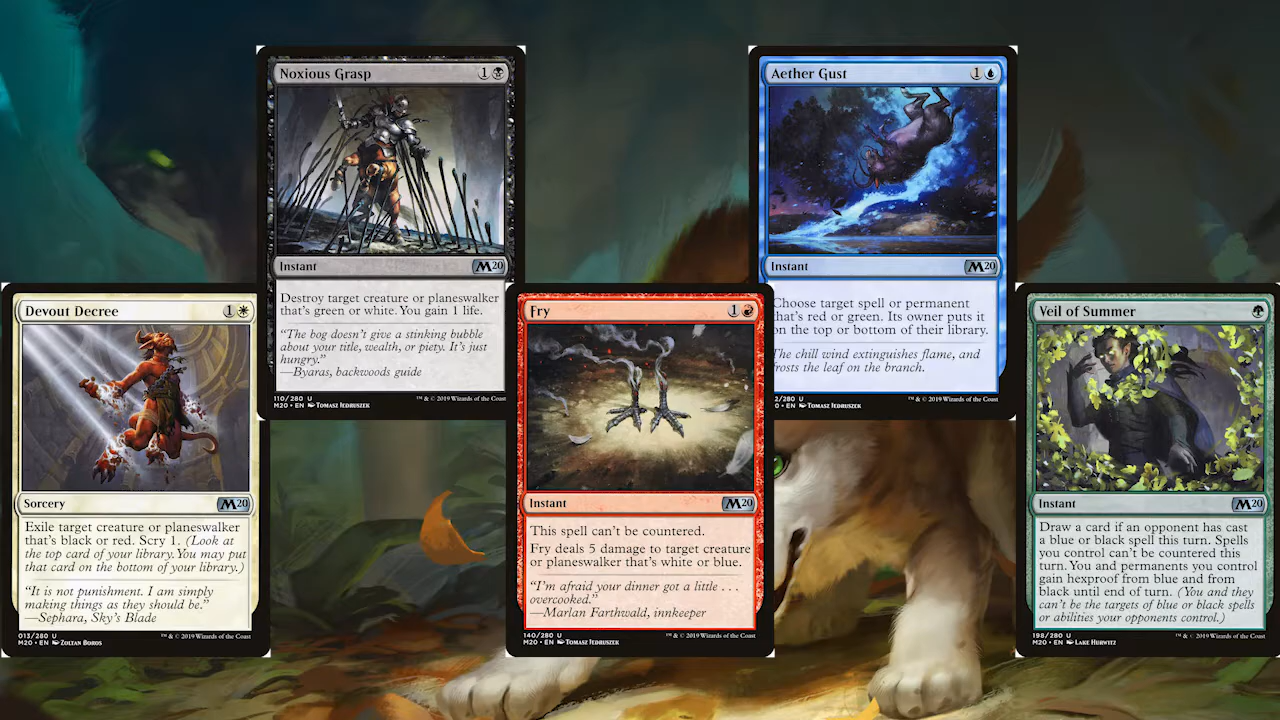 Noxious Grasp 1
Instant M20
Destroy target creature or planeswalker
that's green or white. You gain 1 life.
“The bog doesn't give a stinking bubble
about your title, wealth, or piety. It's just
hungry.”
—Byaras, backwoods guide
110/280 U
M20 • EN Tomasz Jedruszek
™ & © 2019 Wizards of the Coast
Aether Gust 1
Instant M20
Choose target spell or permanent
that's red or green. Its owner puts it
on the top or bottom of their library.
The chill wind extinguishes flame, and
frosts the leaf on the branch.
2/280 U
0 • EN Tomasz Jedruszek
™ & © 2019 Wizards of the Coast
Devout Decree 1
Sorcery M20
Exile target creature or planeswalker
that's black or red. Scry 1. (Look at
the top card of your library. You may put
that card on the bottom of your library.)
“It is not punishment. I am simply
making things as they should be.”
—Sephara, Sky's Blade
013/280 U
M20 • EN Zoltan Boros
™ & © 2019 Wizards of the Coast
Fry 1
Instant M20
This spell can't be countered.
Fry deals 5 damage to target creature
or planeswalker that's white or blue.
“I'm afraid your dinner got a little . . .
overcooked.”
—Marlan Farthwald, innkeeper
140/280 U
M20 • EN Tomasz Jedruszek
™ & © 2019 Wizards of the Coast
Veil of Summer
Instant M20
Draw a card if an opponent has cast
a blue or black spell this turn. Spells
you control can't be countered this
turn. You and permanents you control
gain hexproof from blue and from
black until end of turn. (You and they
can't be the targets of blue or black spells
or abilities your opponents control.)
198/280 U
M20 • EN Lake Hurwitz
™ & © 2019 Wizards of the Coast